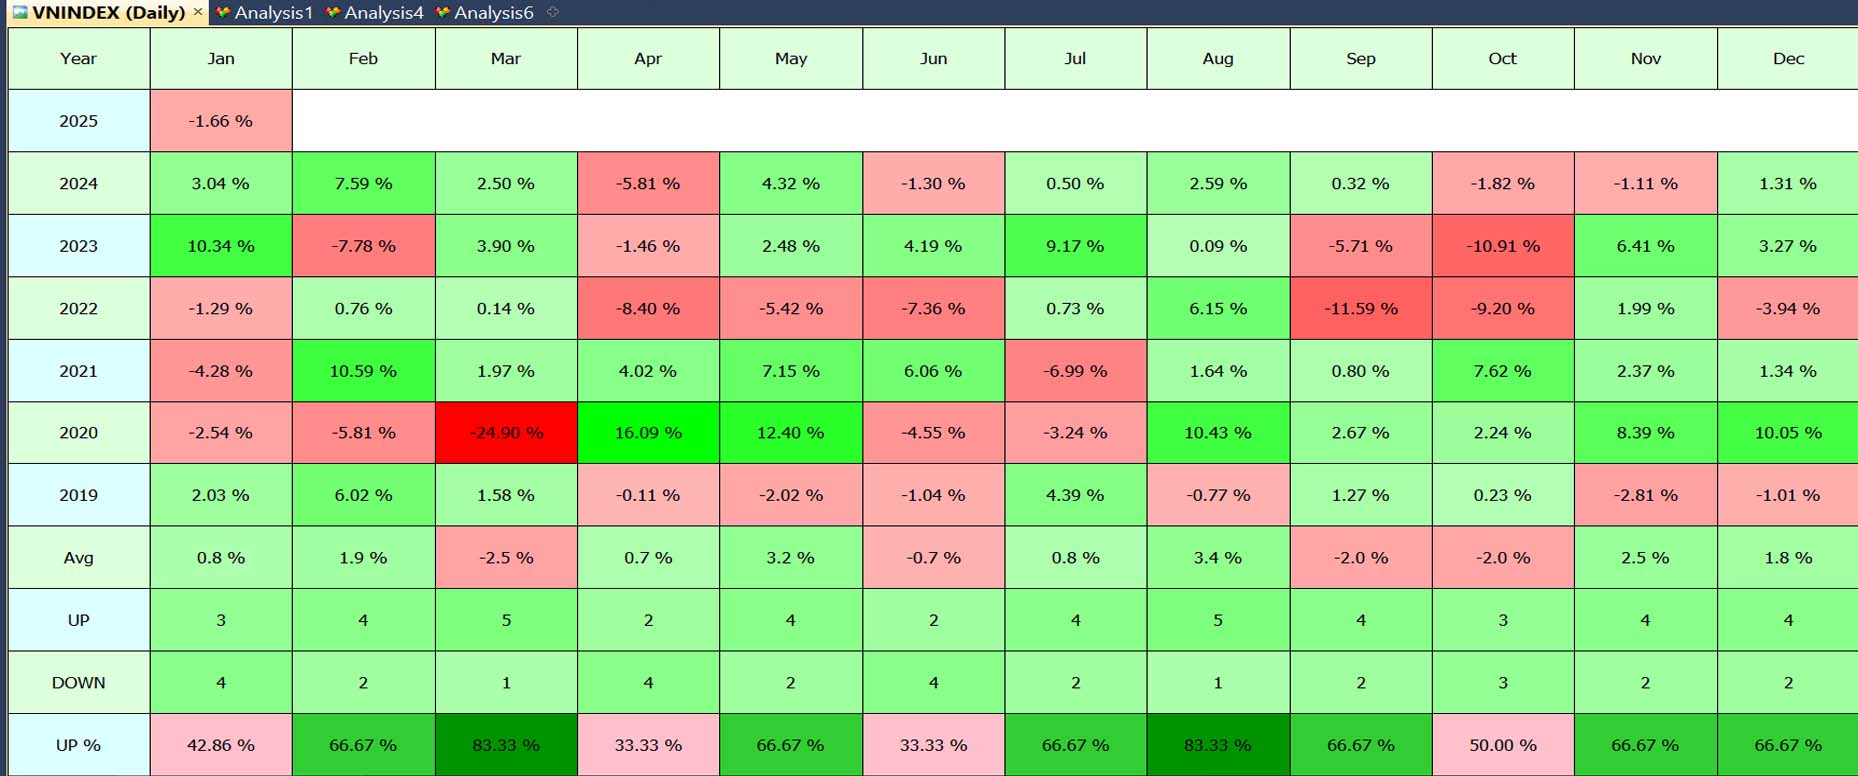 VNINDEX (Daily) × Analysis1 Analysis4 Analysis6
Year Jan Feb Mar Apr May Jun Jul Aug Sep Oct Nov Dec
2025 -1.66 %
2024 3.04 % 7.59 % 2.50 % -5.81 % 4.32 % -1.30 % 0.50 % 2.59 % 0.32 % -1.82 % -1.11 % 1.31 %
2023 10.34 % -7.78 % 3.90 % -1.46 % 2.48 % 4.19 % 9.17 % 0.09 % -5.71 % -10.91 % 6.41 % 3.27 %
2022 -1.29 % 0.76 % 0.14 % -8.40 % -5.42 % -7.36 % 0.73 % 6.15 % -11.59 % -9.20 % 1.99 % -3.94 %
2021 -4.28 % 10.59 % 1.97 % 4.02 % 7.15 % 6.06 % -6.99 % 1.64 % 0.80 % 7.62 % 2.37 % 1.34 %
2020 -2.54 % -5.81 % -24.90 % 16.09 % 12.40 % -4.55 % -3.24 % 10.43 % 2.67 % 2.24 % 8.39 % 10.05 %
2019 2.03 % 6.02 % 1.58 % -0.11 % -2.02 % -1.04 % 4.39 % -0.77 % 1.27 % 0.23 % -2.81 % -1.01 %
Avg 0.8 % 1.9 % -2.5 % 0.7 % 3.2 % -0.7 % 0.8 % 3.4 % -2.0 % -2.0 % 2.5 % 1.8 %
UP 3 4 5 2 4 2 4 5 4 3 4 4
DOWN 4 2 1 4 2 4 2 1 2 3 2 2
UP % 42.86 % 66.67 % 83.33 % 33.33 % 66.67 % 33.33 % 66.67 % 83.33 % 66.67 % 50.00 % 66.67 % 66.67 %